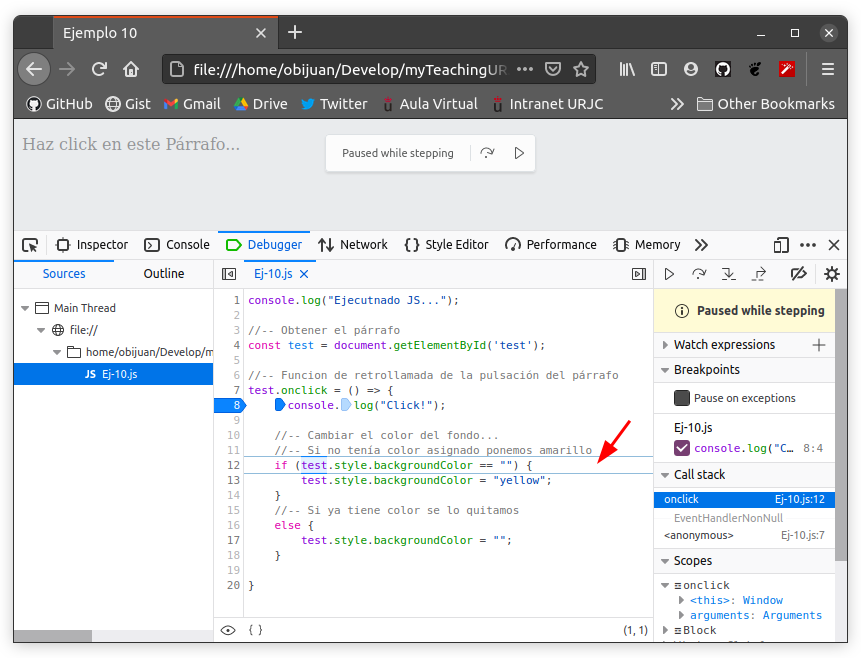 Ejemplo 10
file:///home/obijuan/Develop/myTeachingUR
GitHub Gist Gmail Drive Twitter Aula Virtual Intranet URJC Other Bookmarks
Haz click en este Párrafo...
Paused while stepping
Inspector Console Debugger Network Style Editor Performance Memory
Sources Outline Ej-10.js
Main Thread
file://
home/obijuan/Develop/m
JS Ej-10.js
1 console.log("Ejecutnado JS...");
2
3 //-- Obtener el párrafo
4 const test = document.getElementById('test');
5
6 //-- Funcion de retrollamada de la pulsación del párrafo
7 test.onclick = () => {
8 console.log("Click!");
9
10 //-- Cambiar el color del fondo...
11 //-- Si no tenía color asignado ponemos amarillo
12 if (test.style.backgroundColor == "") {
13 test.style.backgroundColor = "yellow";
14 }
15 //-- Si ya tiene color se lo quitamos
16 else {
17 test.style.backgroundColor = "";
18 }
19
20 }
{ } (1, 1)
Paused while stepping
Watch expressions
Breakpoints
Pause on exceptions
Ej-10.js
console.log("C… 8:4
Call stack
onclick Ej-10.js:12
EventHandlerNonNull
<anonymous> Ej-10.js:7
Scopes
onclick
<this>: Window
arguments: Arguments
Block